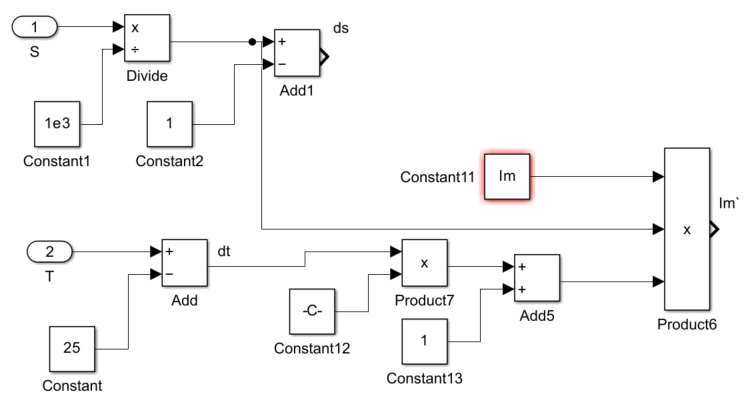 1
S
x
÷
Divide
1e3
Constant1
1
Constant2
+
−
Add1
ds
Constant11
Im
x
Im`
Product6
2
T
+
−
Add
dt
25
Constant
x
Product7
-C-
Constant12
+
+
Add5
1
Constant13